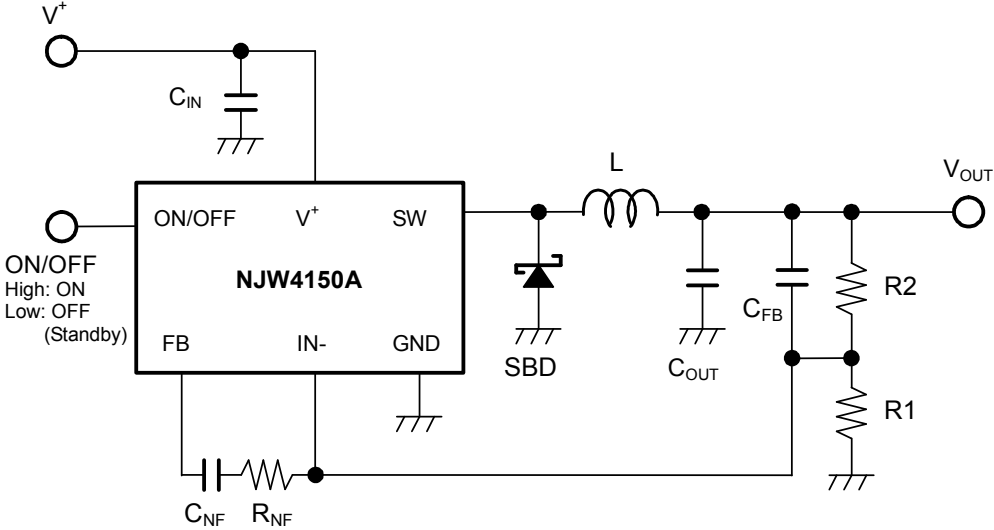 V+
CIN
L
VOUT
ON/OFF V+ SW
ON/OFF
High: ON
Low: OFF
(Standby)
NJW4150A
FB IN- GND
SBD
COUT
CFB
R2
R1
CNF RNF